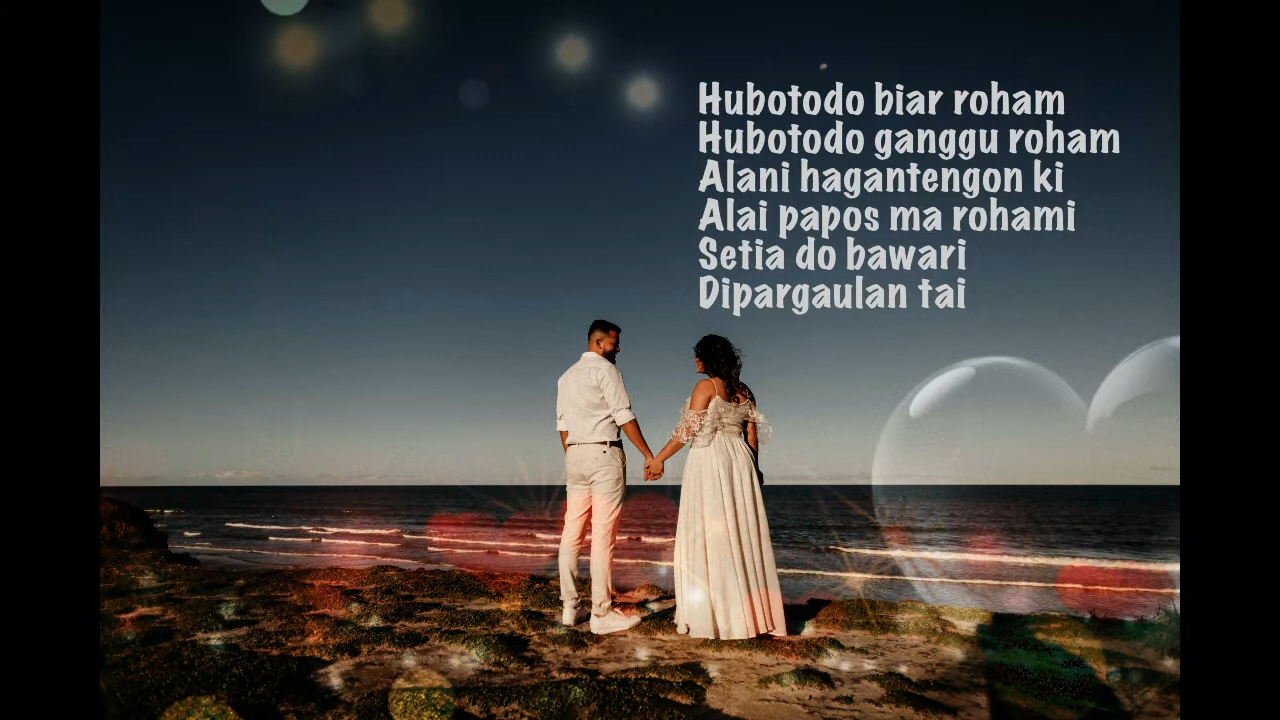 Hubotodo biar roham
Hubotodo ganggu roham
Alani hagantengon ki
Alai papos ma rohami
Setia do bawari
Dipargaulan tai